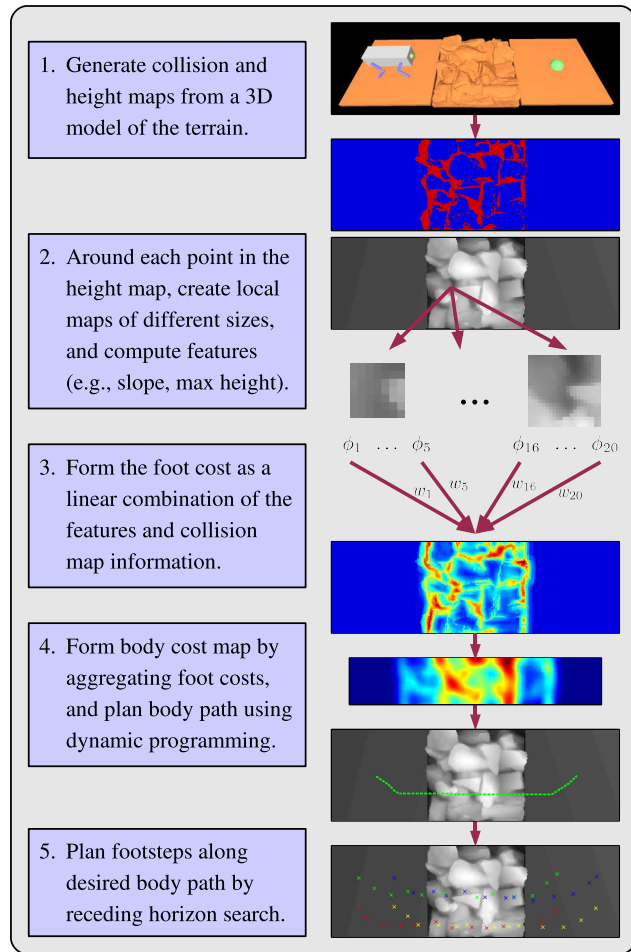 1. Generate collision and
height maps from a 3D
model of the terrain.
2. Around each point in the
height map, create local
maps of different sizes,
and compute features
(e.g., slope, max height).
...
ϕ1 ... ϕ5 ϕ16 ... ϕ20
w1 w5 w16 w20
3. Form the foot cost as a
linear combination of the
features and collision
map information.
4. Form body cost map by
aggregating foot costs,
and plan body path using
dynamic programming.
5. Plan footsteps along
desired body path by
receding horizon search.